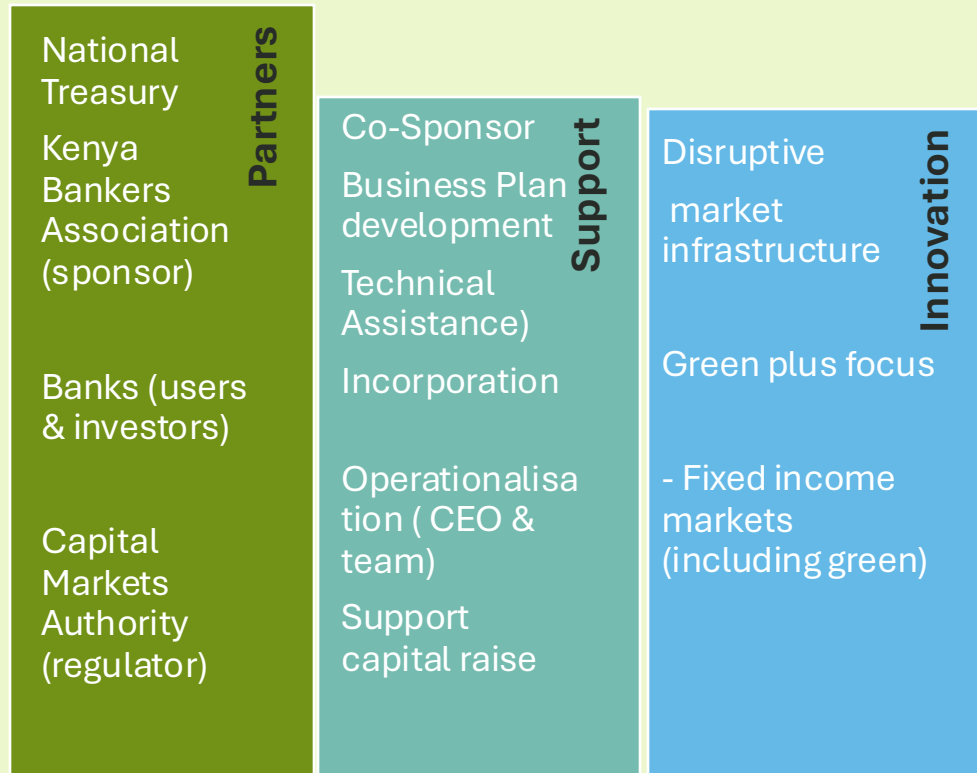 Partners
National
Treasury
Kenya
Bankers
Association
(sponsor)
Banks (users
& investors)
Capital
Markets
Authority
(regulator)
Support
Co-Sponsor
Business Plan
development
Technical
Assistance)
Incorporation
Operationalisa
tion ( CEO &
team)
Support
capital raise
Innovation
Disruptive
market
infrastructure
Green plus focus
- Fixed income
markets
(including green)